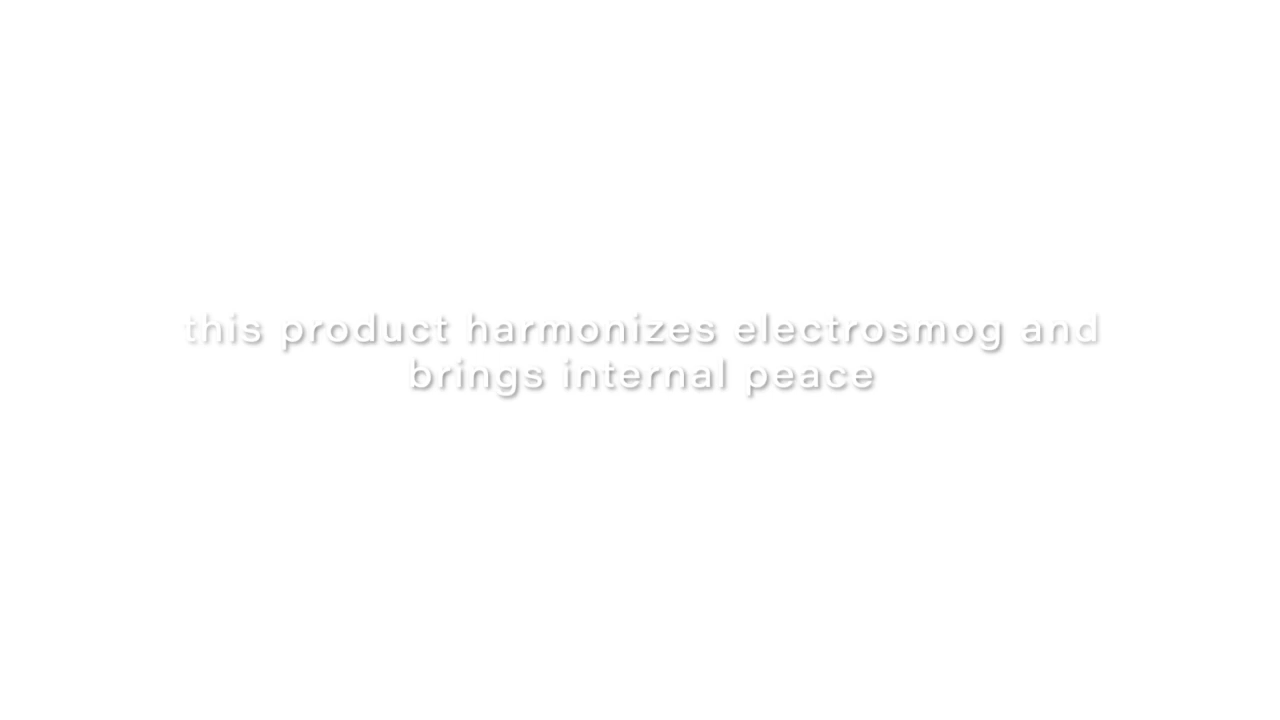 this product harmonizes electrosmog and
brings internal peace